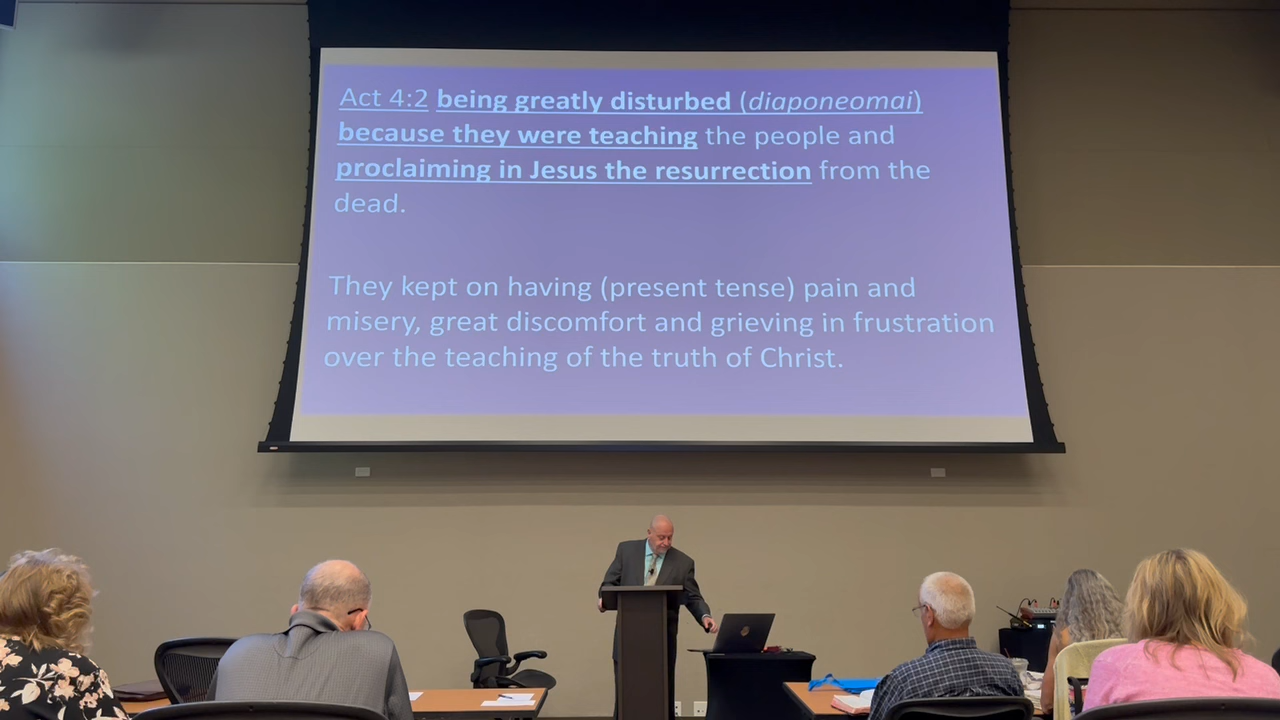 Act 4:2 being greatly disturbed (diaponeomai)
because they were teaching the people and
proclaiming in Jesus the resurrection from the
dead.
They kept on having (present tense) pain and
misery, great discomfort and grieving in frustration
over the teaching of the truth of Christ.